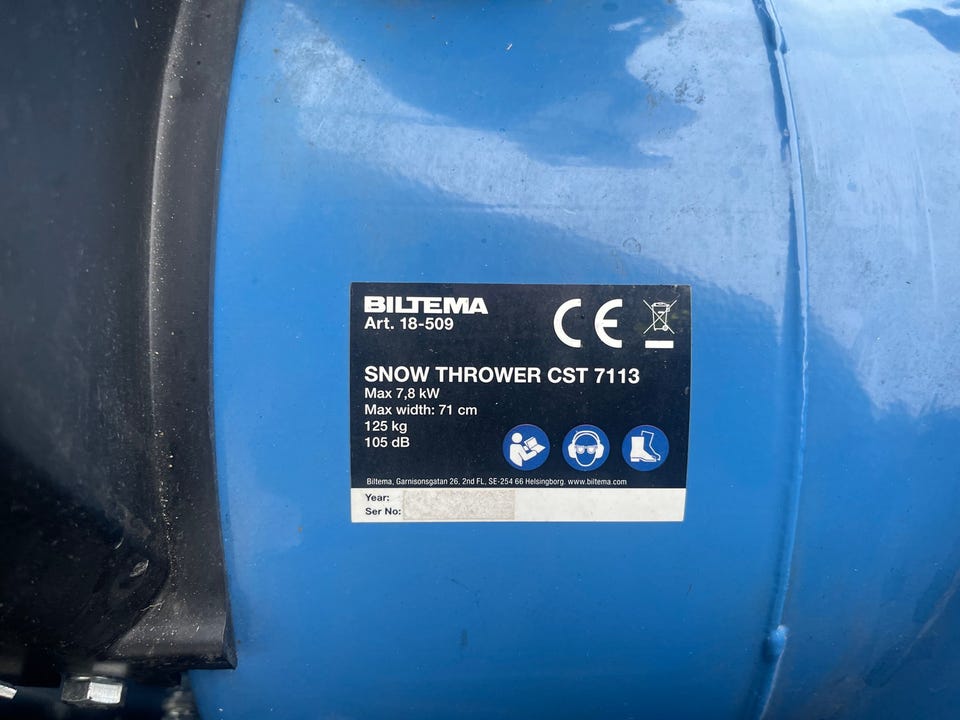 BILTEMA
Art. 18-509
CE
SNOW THROWER CST 7113
Max 7,8 kW
Max width: 71 cm
125 kg
105 dB
Biltema, Garnisonsgatan 26, 2nd FL, SE-254 66 Helsingborg. www.biltema.com
Year:
Ser No: